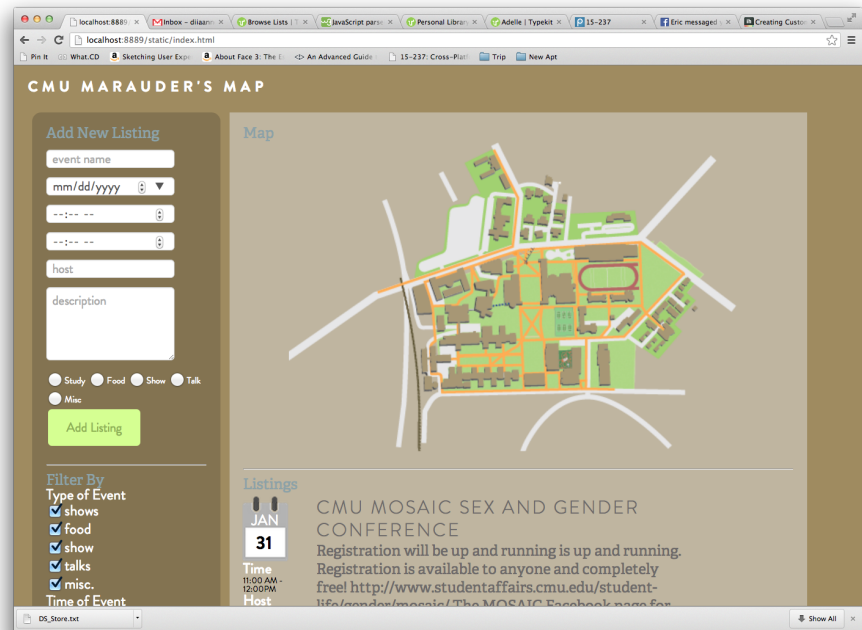 localhost:8889/
Inbox – diiann
Browse Lists | T
JavaScript parse
Personal Librar
Adelle | Typekit
15-237
Eric messaged
Creating Custo
localhost:8889/static/index.html
Pin It
What.CD
Sketching User Expe
About Face 3: The E
An Advanced Guide
15-237: Cross-Platf
Trip
New Apt
CMU MARAUDER'S MAP
Add New Listing
event name
mm/dd/yyyy
--:-- --
--:-- --
host
description
Study Food Show Talk
Misc
Add Listing
Filter By
Type of Event
shows
food
show
talks
misc.
Time of Event
Map
Listings
JAN
31
Time
11:00 AM -
12:00PM
Host
CMU MOSAIC SEX AND GENDER
CONFERENCE
Registration will be up and running is up and running.
Registration is available to anyone and completely
free! http://www.studentaffairs.cmu.edu/student-
life/gender/mosaic/ The MOSAIC Facebook page for
DS_Store.txt
Show All